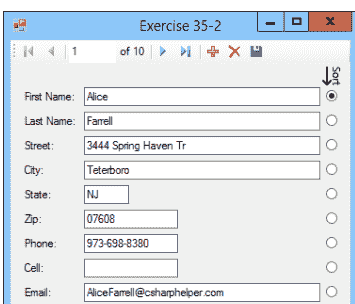 Exercise 35-2
1 of 10
Sort
First Name: Alice
Last Name: Farrell
Street: 3444 Spring Haven Tr
City: Teterboro
State: NJ
Zip: 07608
Phone: 973-698-8380
Cell:
Email: AliceFarrell@csharphelper.com